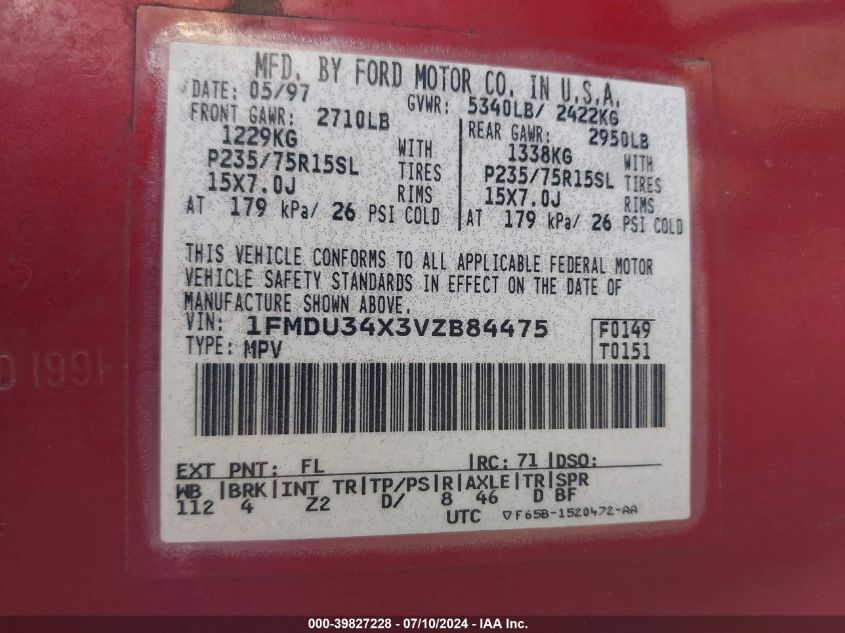 MFD. BY FORD MOTOR CO. IN U.S.A.
DATE: 05/97 GVWR: 5340LB/ 2422KG
FRONT GAWR: 2710LB REAR GAWR: 2950LB
1229KG WITH 1338KG WITH
P235/75R15SL TIRES P235/75R15SL TIRES
15X7.0J RIMS 15X7.0J RIMS
AT 179 kPa/ 26 PSI COLD AT 179 kPa/ 26 PSI COLD
THIS VEHICLE CONFORMS TO ALL APPLICABLE FEDERAL MOTOR
VEHICLE SAFETY STANDARDS IN EFFECT ON THE DATE OF
MANUFACTURE SHOWN ABOVE.
VIN: 1FMDU34X3VZB84475 F0149
TYPE: MPV T0151
EXT PNT: FL RC: 71 DSO:
WB BRK INT TR TP/PS R AXLE TR SPR
112 4 Z2 D/ 8 46 D BF
UTC ▽F65B-1520472-AA
000-39827228 - 07/10/2024 - IAA Inc.